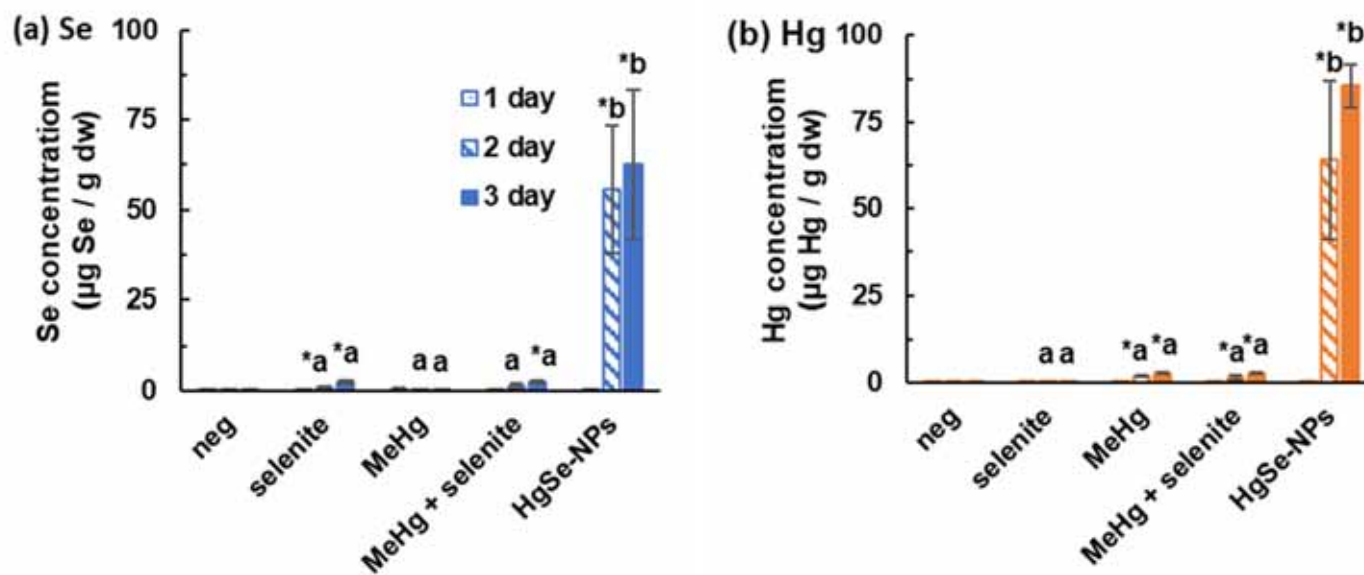 (a) Se
Se concentratiom
(µg Se / g dw)
100
75
50
25
0
1 day
2 day
3 day
*a *a
a a
a *a
*b *b
neg
selenite
MeHg
MeHg + selenite
HgSe-NPs
(b) Hg
Hg concentratiom
(µg Hg / g dw)
100
75
50
25
0
a a
*a *a
*a *a
*b *b
neg
selenite
MeHg
MeHg + selenite
HgSe-NPs